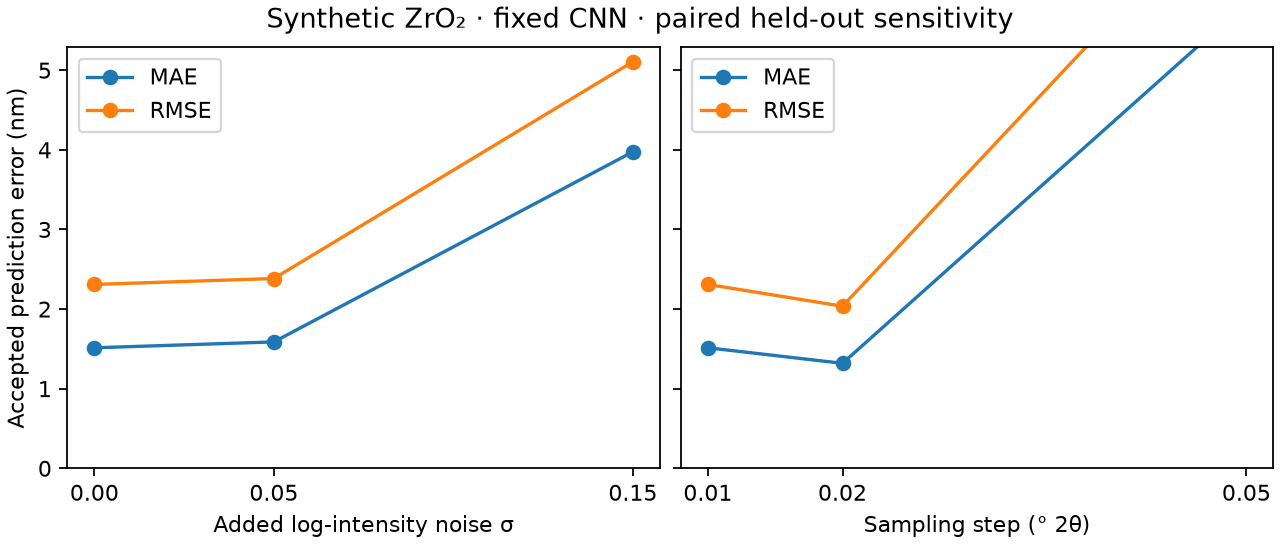 Synthetic ZrO₂ · fixed CNN · paired held-out sensitivity
Accepted prediction error (nm)
5
4
3
2
1
0
MAE
RMSE
0.00
0.05
0.15
Added log-intensity noise σ
MAE
RMSE
0.01
0.02
0.05
Sampling step (° 2θ)